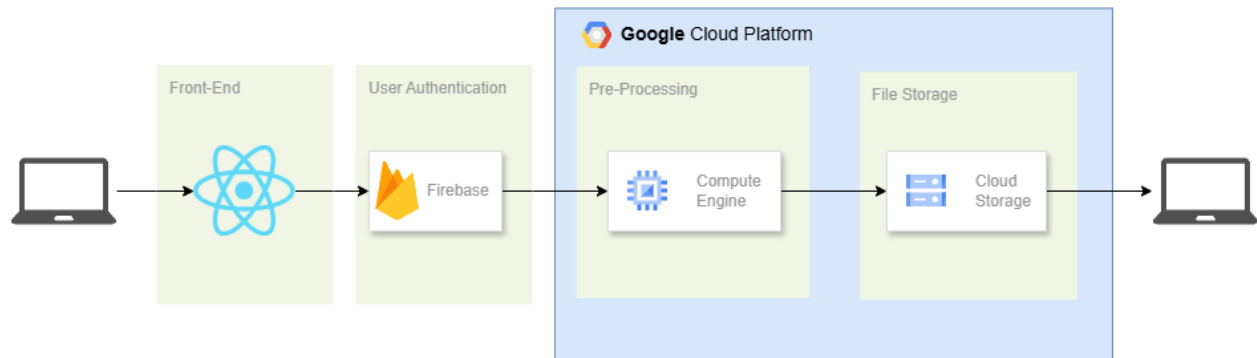 Google Cloud Platform
Front-End
User Authentication
Pre-Processing
File Storage
Firebase
Compute
Engine
Cloud
Storage